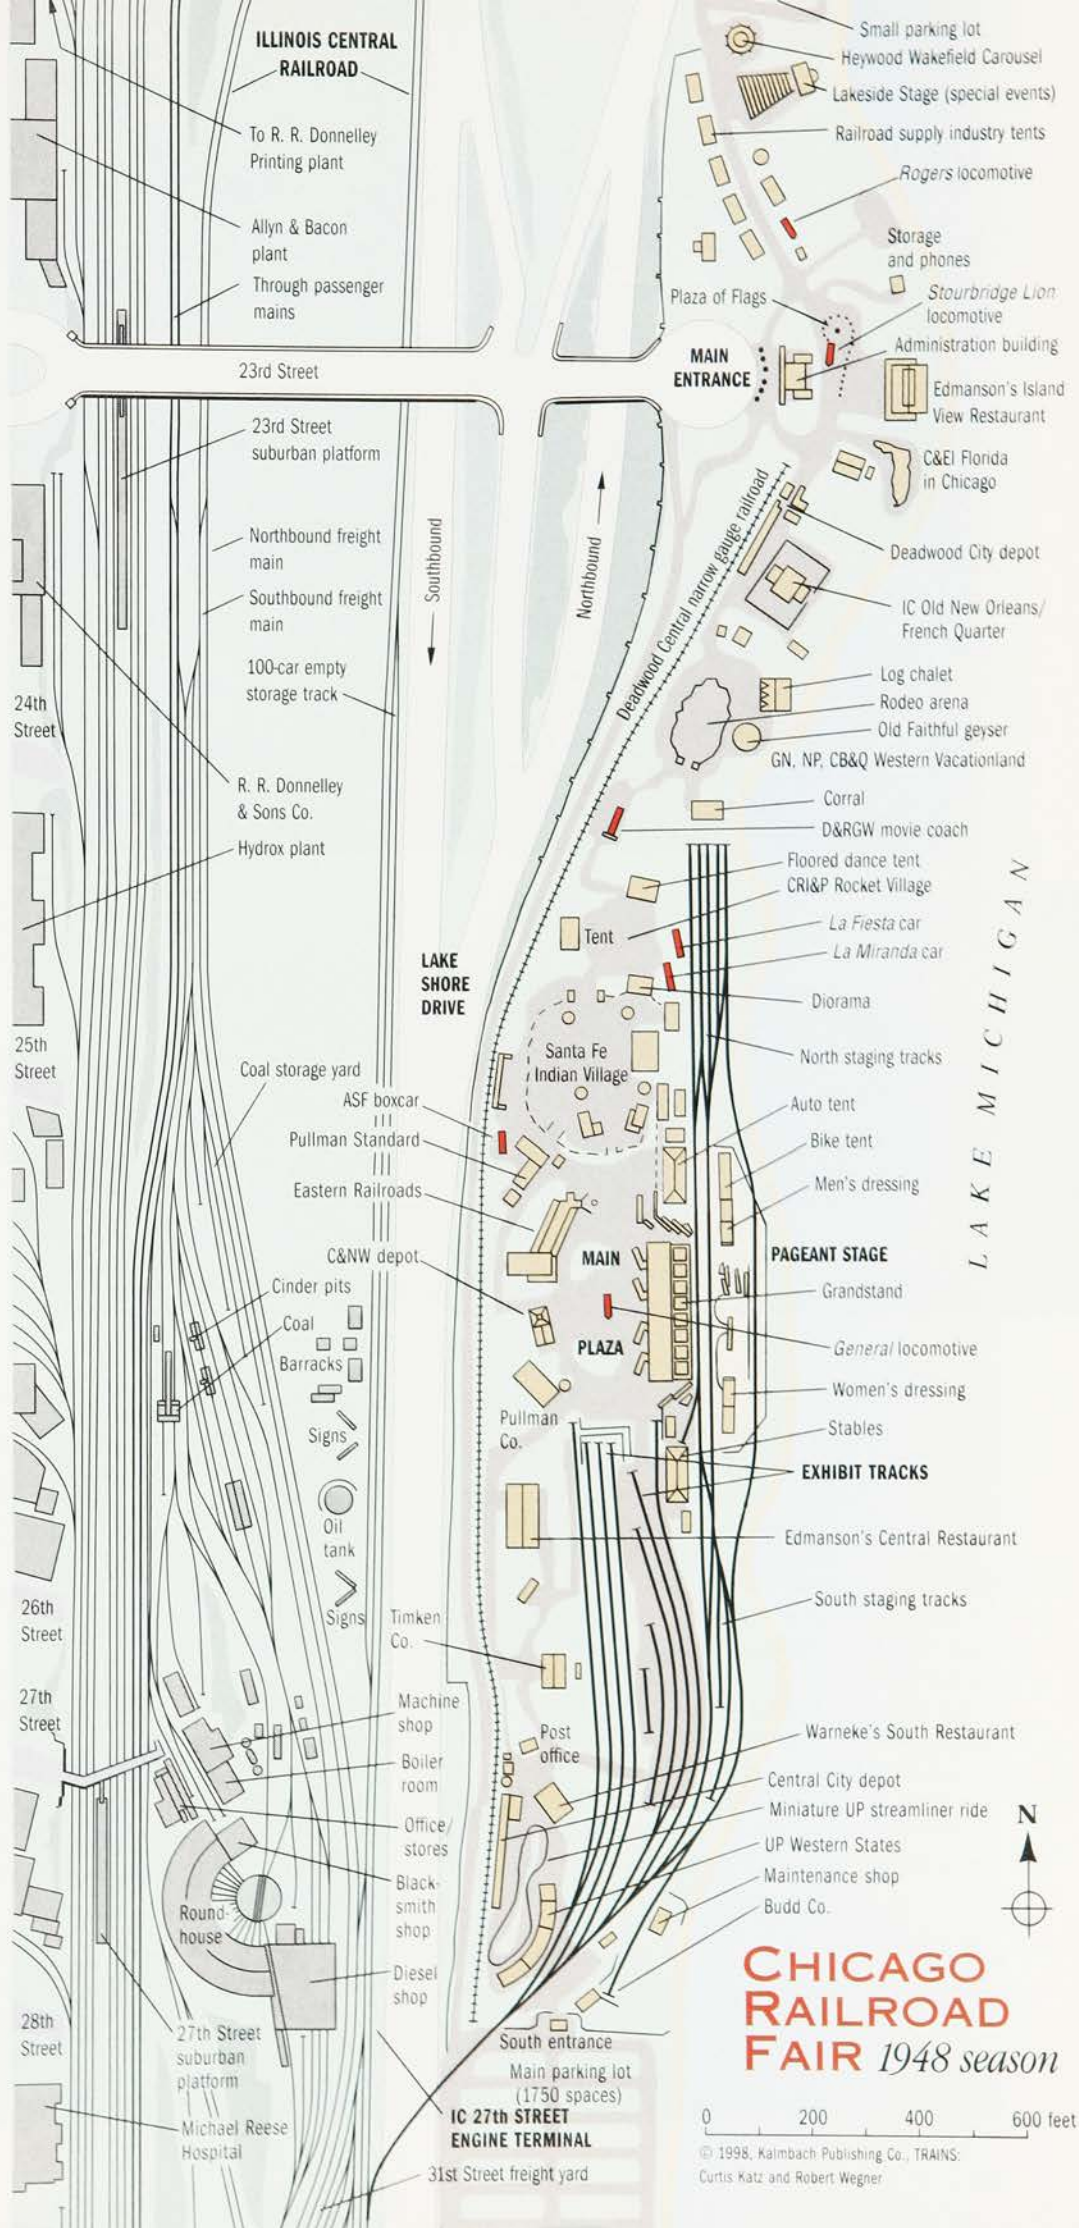 ILLINOIS CENTRAL
RAILROAD
To R. R. Donnelley
Printing plant
Allyn & Bacon
plant
Through passenger
mains
23rd Street
23rd Street
suburban platform
Northbound freight
main
Southbound freight
main
100-car empty
storage track
24th
Street
R. R. Donnelley
& Sons Co.
Hydrox plant
25th
Street
Coal storage yard
ASF boxcar
Pullman Standard
Eastern Railroads
C&NW depot
Cinder pits
Coal
Barracks
Signs
Oil
tank
Signs
26th
Street
27th
Street
Timken
Co.
Machine
shop
Boiler
room
Office/
stores
Black-
smith
shop
Round-
house
Diesel
shop
28th
Street
27th Street
suburban
platform
Michael Reese
Hospital
Southbound
Northbound
LAKE
SHORE
DRIVE
Small parking lot
Heywood Wakefield Carousel
Lakeside Stage (special events)
Railroad supply industry tents
Rogers locomotive
Storage
and phones
Plaza of Flags
Stourbridge Lion
locomotive
MAIN
ENTRANCE
Administration building
Edmanson's Island
View Restaurant
C&EI Florida
in Chicago
Deadwood Central narrow gauge railroad
Deadwood City depot
IC Old New Orleans/
French Quarter
Log chalet
Rodeo arena
Old Faithful geyser
GN, NP, CB&Q Western Vacationland
Corral
D&RGW movie coach
Floored dance tent
CRI&P Rocket Village
Tent
La Fiesta car
La Miranda car
Diorama
LAKE MICHIGAN
Santa Fe
Indian Village
North staging tracks
Auto tent
Bike tent
Men's dressing
MAIN
PLAZA
PAGEANT STAGE
Grandstand
General locomotive
Women's dressing
Pullman
Co.
Stables
EXHIBIT TRACKS
Edmanson's Central Restaurant
South staging tracks
Post
office
Warneke's South Restaurant
Central City depot
Miniature UP streamliner ride
UP Western States
Maintenance shop
Budd Co.
N
South entrance
Main parking lot
(1750 spaces)
IC 27th STREET
ENGINE TERMINAL
31st Street freight yard
CHICAGO
RAILROAD
FAIR 1948 season
0 200 400 600 feet
© 1998, Kalmbach Publishing Co., TRAINS:
Curtis Katz and Robert Wegner